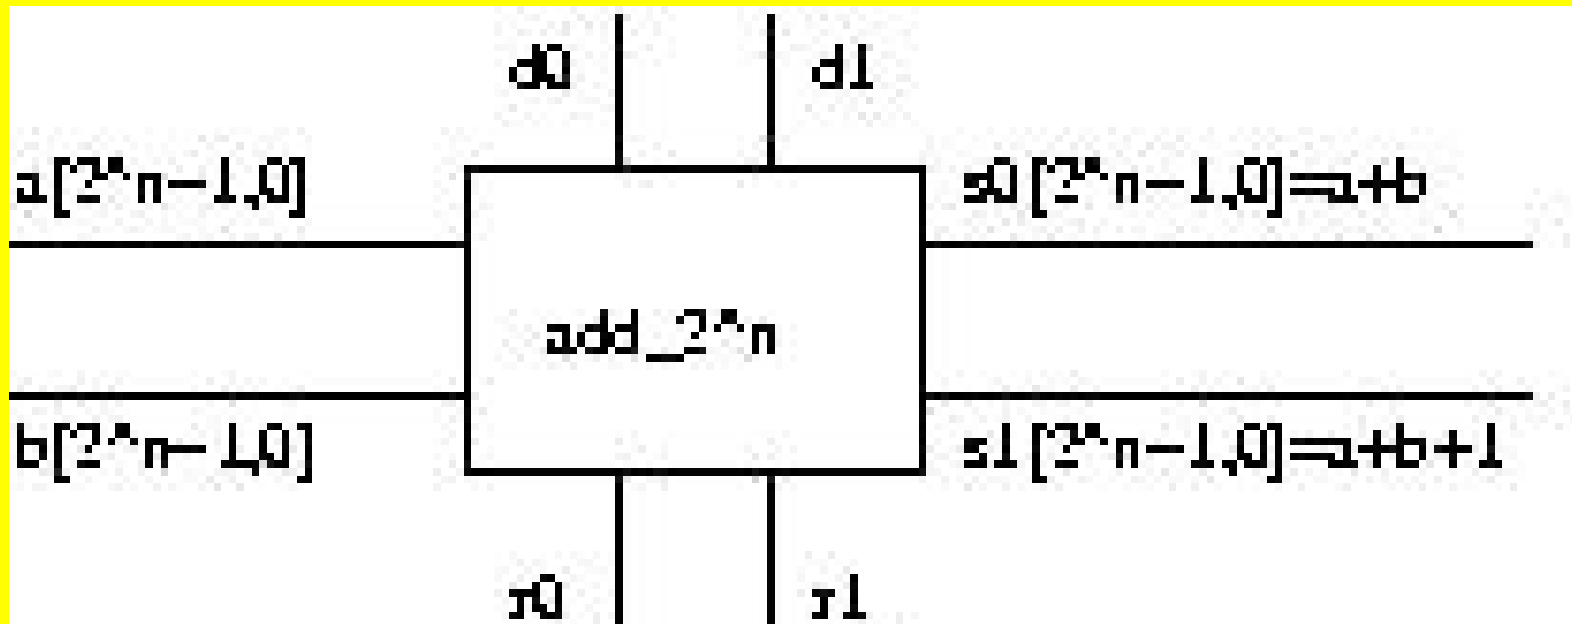 d0 d1
a[2^n-1,0]
s0[2^n-1,0]=a+b
add_2^n
b[2^n-1,0]
s1[2^n-1,0]=a+b+1
r0 r1